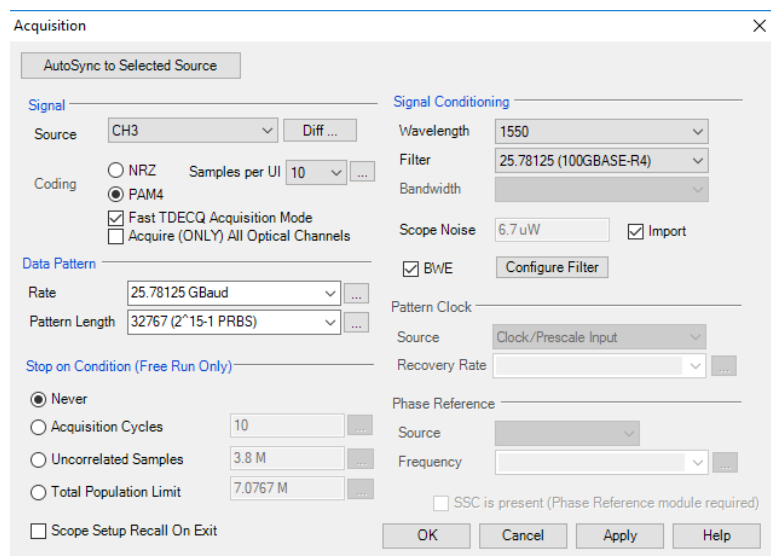 Acquisition
AutoSync to Selected Source
Signal
Source CH3 Diff ...
Coding NRZ Samples per UI 10 ...
PAM4
Fast TDECQ Acquisition Mode
Acquire (ONLY) All Optical Channels
Data Pattern
Rate 25.78125 GBaud ...
Pattern Length 32767 (2^15-1 PRBS) ...
Stop on Condition (Free Run Only)
Never
Acquisition Cycles 10 ...
Uncorrelated Samples 3.8 M ...
Total Population Limit 7.0767 M ...
Scope Setup Recall On Exit
Signal Conditioning
Wavelength 1550
Filter 25.78125 (100GBASE-R4)
Bandwidth
Scope Noise 6.7 uW Import
BWE Configure Filter
Pattern Clock
Source Clock/Prescale Input
Recovery Rate ...
Phase Reference
Source
Frequency ...
SSC is present (Phase Reference module required)
OK Cancel Apply Help